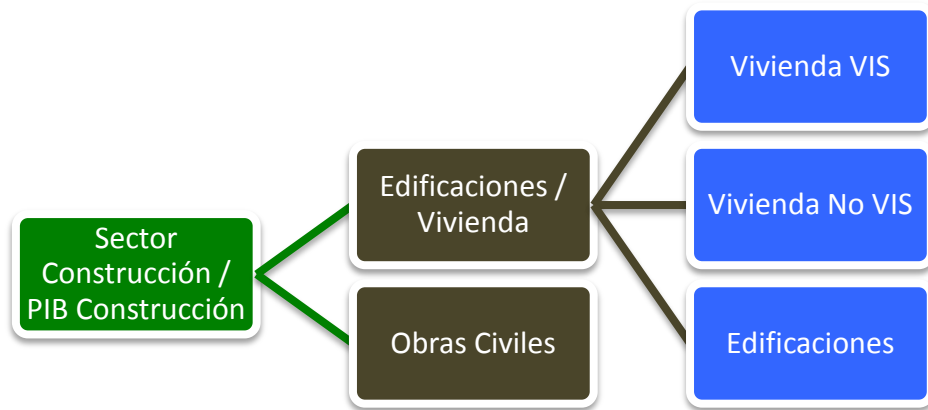 Sector
Construcción /
PIB Construcción
Edificaciones /
Vivienda
Obras Civiles
Vivienda VIS
Vivienda No VIS
Edificaciones